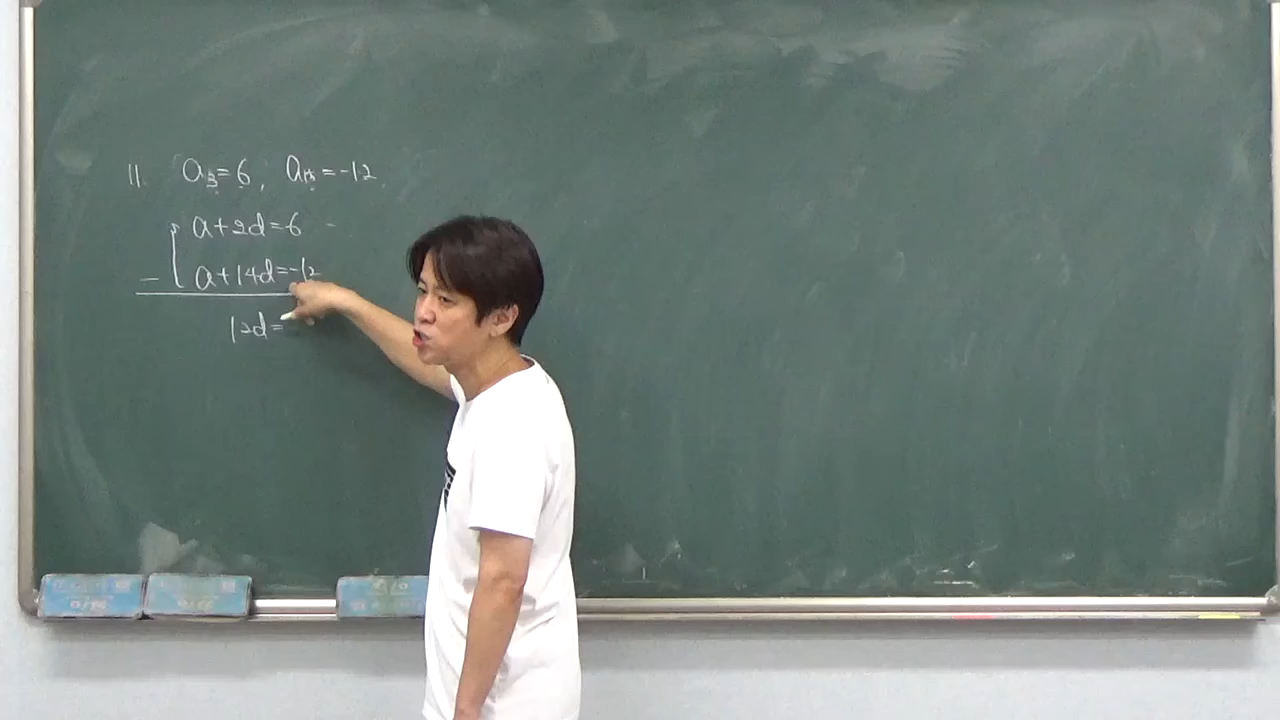 11. a₃=6, a₁₅=-12
a+2d=6
- a+14d=-12
12d=